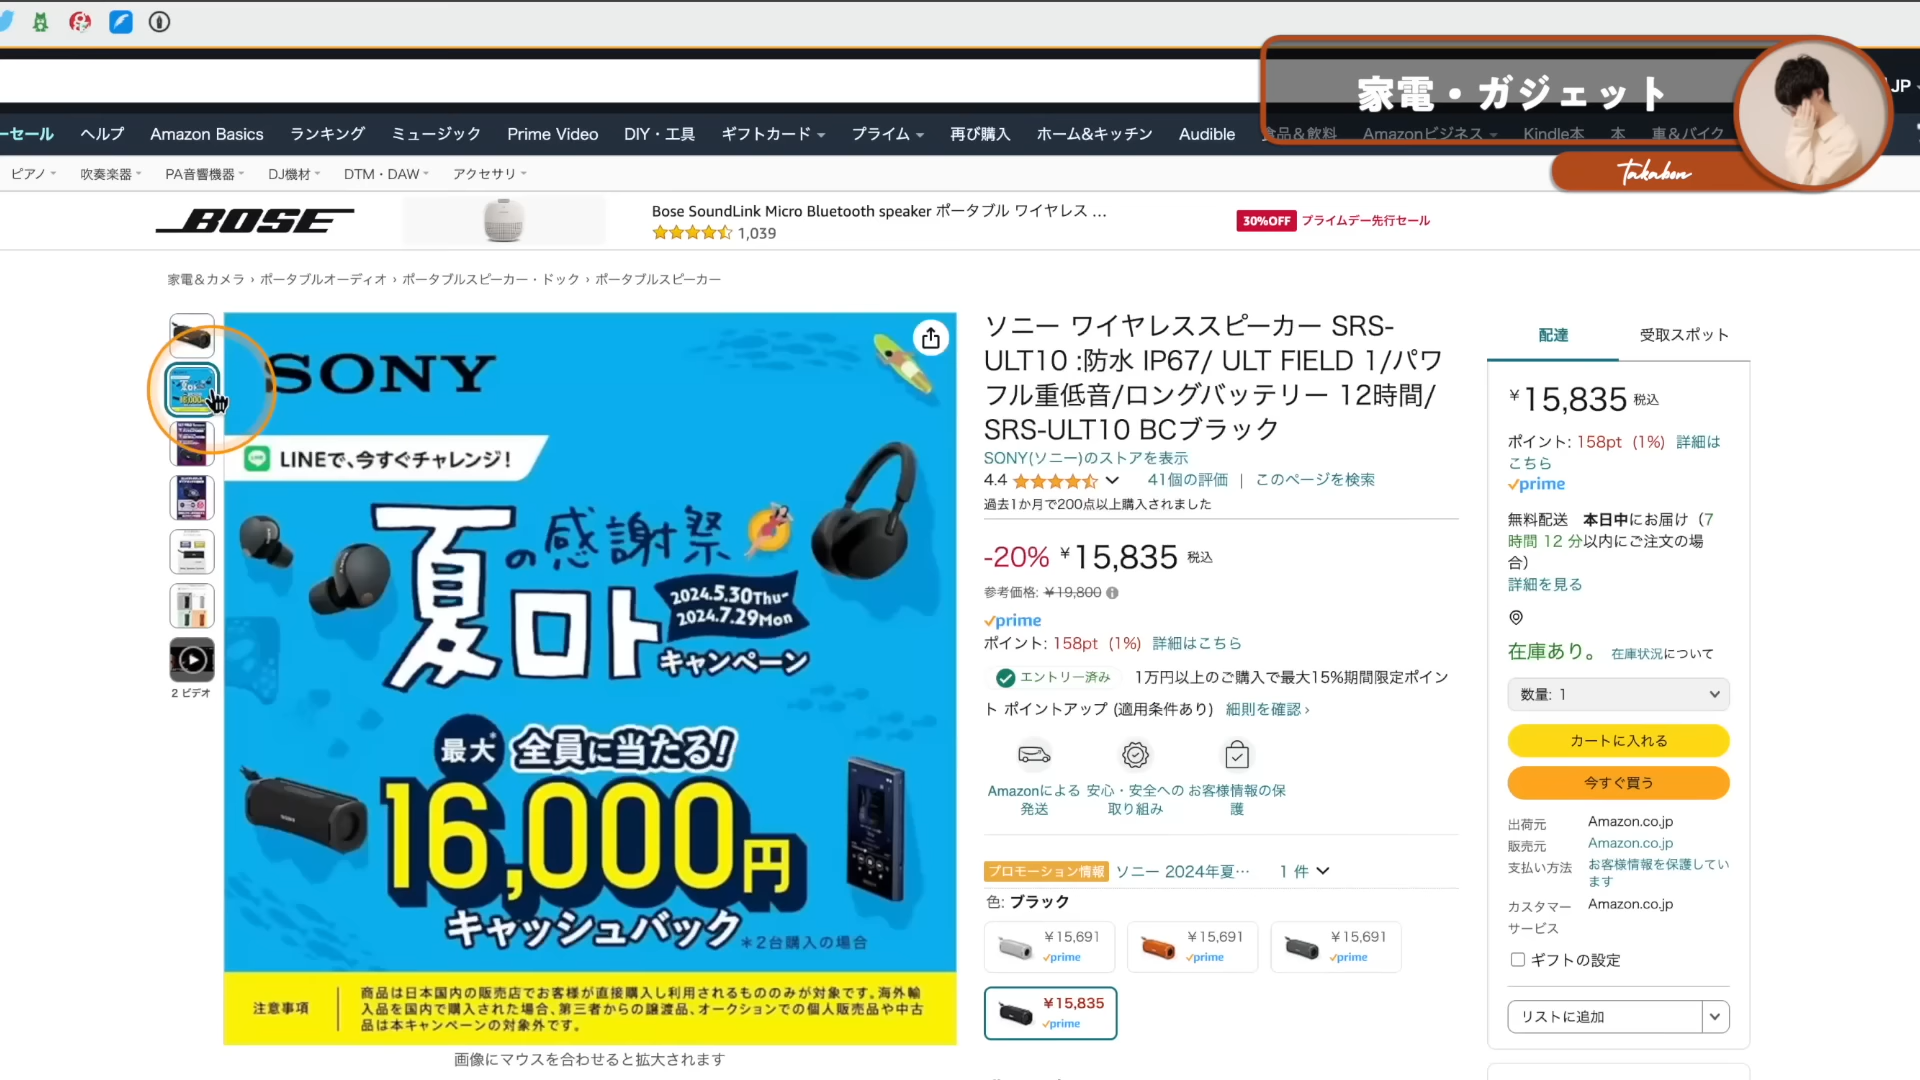 家電・ガジェット
JP
Takabon
ーセール ヘルプ Amazon Basics ランキング ミュージック Prime Video DIY・工具 ギフトカード プライム 再び購入 ホーム&キッチン Audible 食品&飲料 Amazonビジネス Kindle本 本 車&バイク
ピアノ 吹奏楽器 PA音響機器 DJ機材 DTM・DAW アクセサリ
BOSE
Bose SoundLink Micro Bluetooth speaker ポータブル ワイヤレス …
1,039
30%OFF プライムデー先行セール
家電&カメラ › ポータブルオーディオ › ポータブルスピーカー・ドック › ポータブルスピーカー
2 ビデオ
SONY
LINEで、今すぐチャレンジ!
夏の感謝祭
夏ロト
2024.5.30Thu-
2024.7.29Mon
キャンペーン
最大* 全員に当たる!
16,000円
キャッシュバック
*2台購入の場合
注意事項
商品は日本国内の販売店でお客様が直接購入し利用されるもののみが対象です。海外輸
入品を国内で購入された場合、第三者からの譲渡品、オークションでの個人販売品や中古
品は本キャンペーンの対象外です。
画像にマウスを合わせると拡大されます
ソニー ワイヤレススピーカー SRS-
ULT10 :防水 IP67/ ULT FIELD 1/パワ
フル重低音/ロングバッテリー 12時間/
SRS-ULT10 BCブラック
SONY(ソニー)のストアを表示
4.4 41個の評価 | このページを検索
過去1か月で200点以上購入されました
-20% ¥15,835 税込
参考価格: ¥19,800
prime
ポイント: 158pt (1%) 詳細はこちら
エントリー済み 1万円以上のご購入で最大15%期間限定ポイン
ト ポイントアップ (適用条件あり) 細則を確認 ›
Amazonによる
発送
安心・安全への
取り組み
お客様情報の保
護
プロモーション情報 ソニー 2024年夏… 1 件
色: ブラック
¥15,691
prime
¥15,691
prime
¥15,691
prime
¥15,835
prime
配達 受取スポット
¥15,835 税込
ポイント: 158pt (1%) 詳細は
こちら
prime
無料配送 本日中にお届け(7
時間 12 分以内にご注文の場
合)
詳細を見る
在庫あり。 在庫状況について
数量: 1
カートに入れる
今すぐ買う
出荷元 Amazon.co.jp
販売元 Amazon.co.jp
支払い方法 お客様情報を保護してい
ます
カスタマー Amazon.co.jp
サービス
ギフトの設定
リストに追加